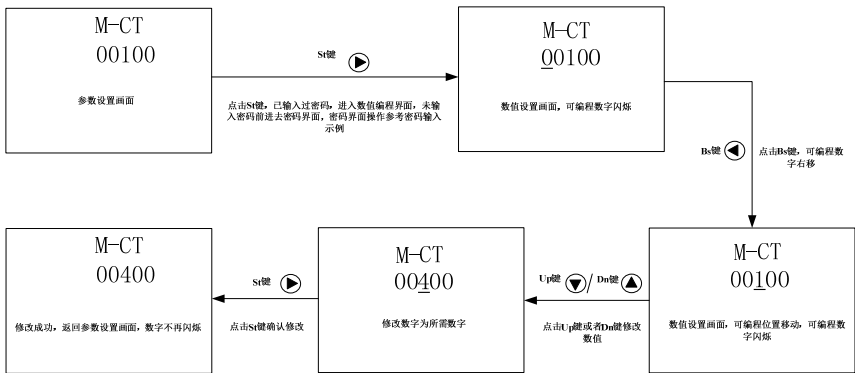 M-CT
00100
参数设置画面
St键
点击St键，已输入过密码，进入数值编程界面，未输
入密码前进去密码界面，密码界面操作参考密码输入
示例
M-CT
00100
数值设置画面，可编程数字闪烁
Bs键
点击Bs键，可编程数
字右移
M-CT
00100
数值设置画面，可编程位置移动，可编程数
字闪烁
Up键 / Dn键
点击Up键或者Dn键修改
数值
M-CT
00400
修改数字为所需数字
St键
点击St键确认修改
M-CT
00400
修改成功，返回参数设置画面，数字不再闪烁